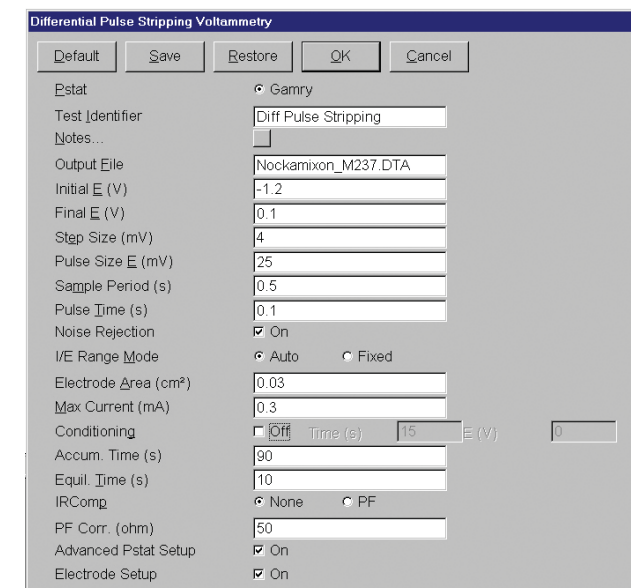 Differential Pulse Stripping Voltammetry
Default Save Restore OK Cancel
Pstat Gamry
Test Identifier Diff Pulse Stripping
Notes...
Output File Nockamixon_M237.DTA
Initial E (V) -1.2
Final E (V) 0.1
Step Size (mV) 4
Pulse Size E (mV) 25
Sample Period (s) 0.5
Pulse Time (s) 0.1
Noise Rejection On
I/E Range Mode Auto Fixed
Electrode Area (cm²) 0.03
Max Current (mA) 0.3
Conditioning Off Time (s) 15 E (V) 0
Accum. Time (s) 90
Equil. Time (s) 10
IRComp None PF
PF Corr. (ohm) 50
Advanced Pstat Setup On
Electrode Setup On